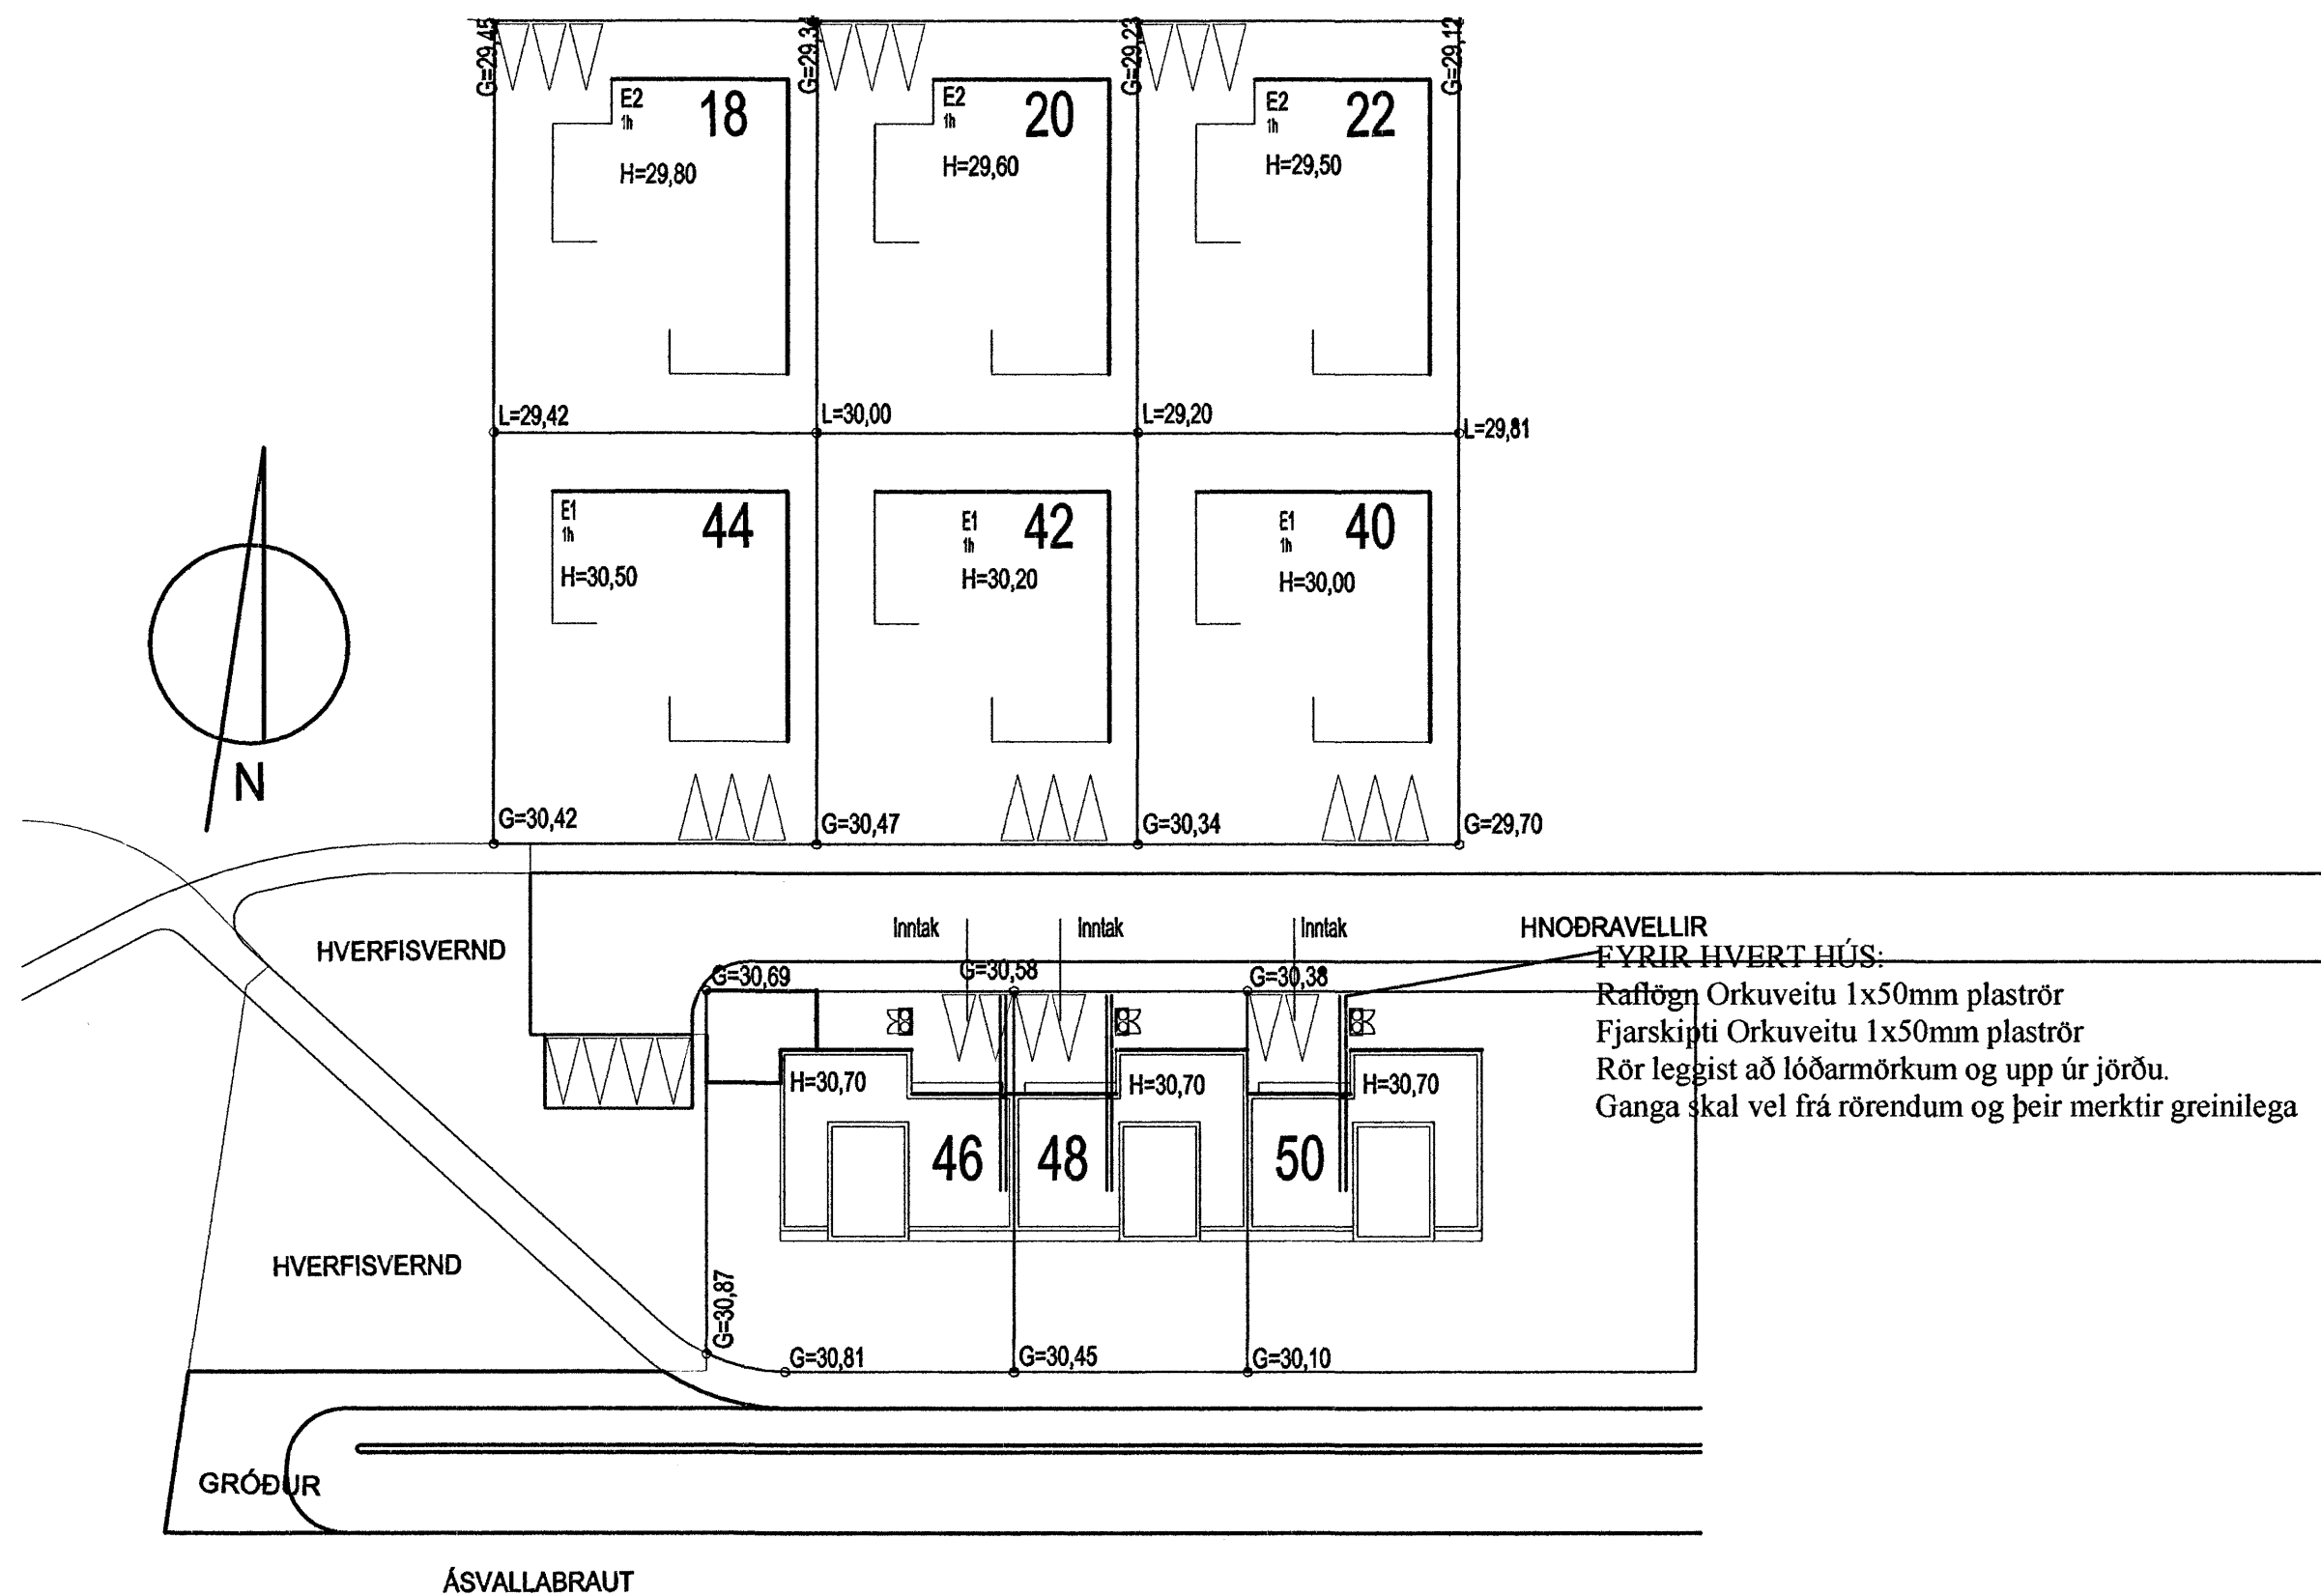 G=29,45
G=29,34
G=29,23
G=29,12
E2
1h
18
H=29,80
E2
1h
20
H=29,60
E2
1h
22
H=29,50
L=29,42
L=30,00
L=29,20
L=29,81
E1
1h
44
H=30,50
E1
1h
42
H=30,20
E1
1h
40
H=30,00
N
G=30,42
G=30,47
G=30,34
G=29,70
HVERFISVERND
Inntak
Inntak
Inntak
HNOÐRAVELLIR
FYRIR HVERT HÚS:
Raflögn Orkuveitu 1x50mm plaströr
Fjarskipti Orkuveitu 1x50mm plaströr
Rör leggist að lóðarmörkum og upp úr jörðu.
Ganga skal vel frá rörendum og þeir merktir greinilega
G=30,69
G=30,58
G=30,38
H=30,70
H=30,70
H=30,70
46
48
50
HVERFISVERND
G=30,87
G=30,81
G=30,45
G=30,10
GRÓÐUR
ÁSVALLABRAUT